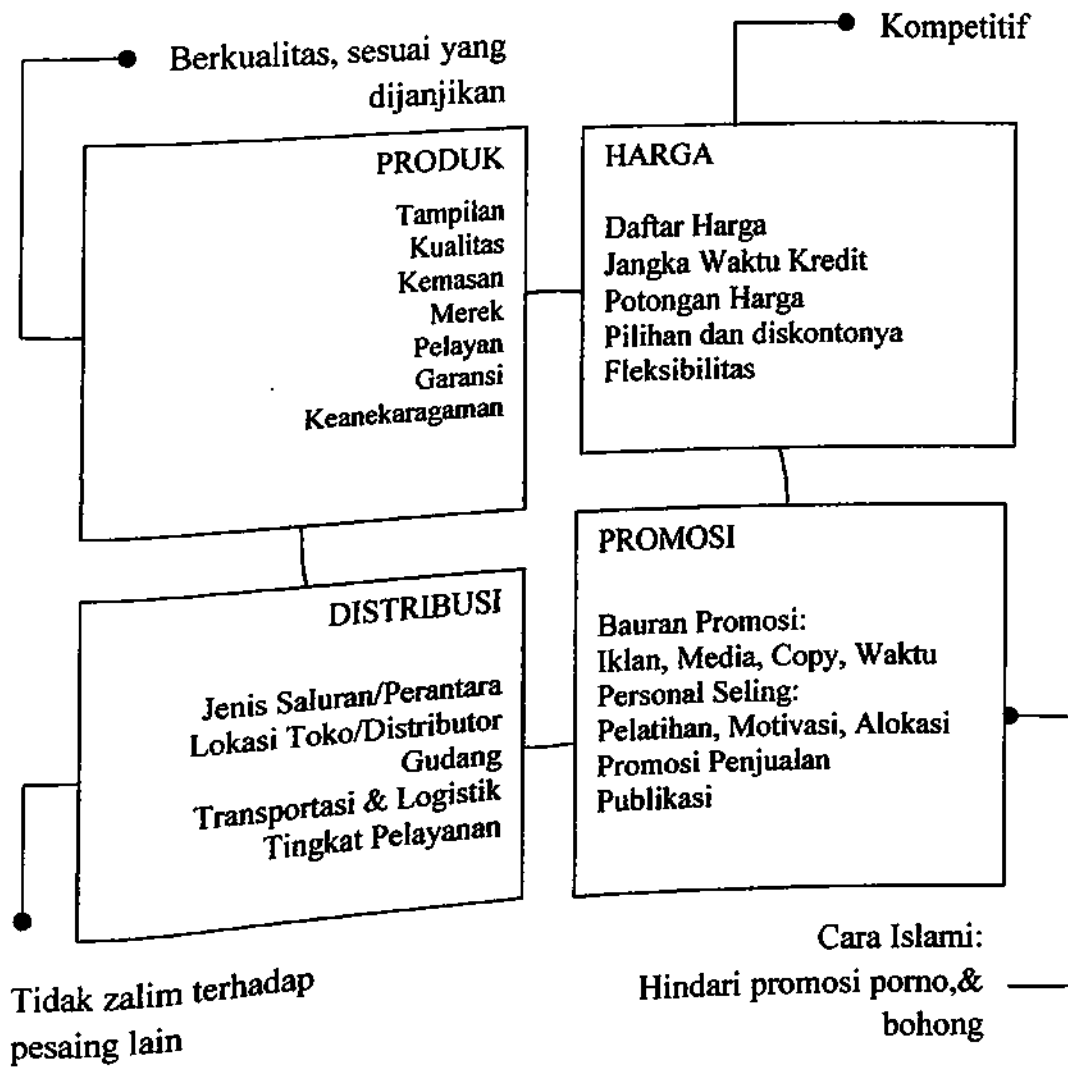 Berkualitas, sesuai yang
dijanjikan
Kompetitif
PRODUK
Tampilan
Kualitas
Kemasan
Merek
Pelayan
Garansi
Keanekaragaman
HARGA
Daftar Harga
Jangka Waktu Kredit
Potongan Harga
Pilihan dan diskontonya
Fleksibilitas
DISTRIBUSI
Jenis Saluran/Perantara
Lokasi Toko/Distributor
Gudang
Transportasi & Logistik
Tingkat Pelayanan
PROMOSI
Bauran Promosi:
Iklan, Media, Copy, Waktu
Personal Seling:
Pelatihan, Motivasi, Alokasi
Promosi Penjualan
Publikasi
Tidak zalim terhadap
pesaing lain
Cara Islami:
Hindari promosi porno,&
bohong